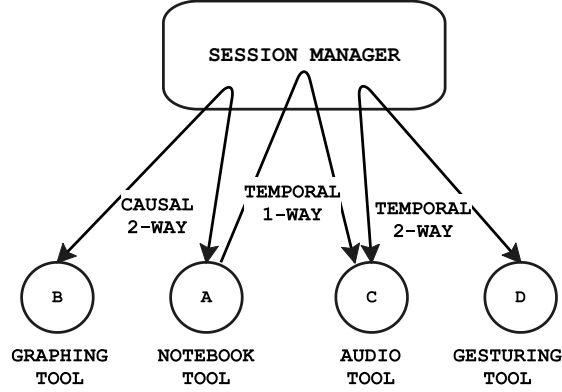 SESSION MANAGER
CAUSAL
2-WAY
TEMPORAL
1-WAY
TEMPORAL
2-WAY
B
A
C
D
GRAPHING
TOOL
NOTEBOOK
TOOL
AUDIO
TOOL
GESTURING
TOOL